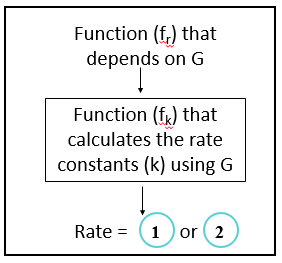 Function (fr) that
depends on G
Function (fk) that
calculates the rate
constants (k) using G
Rate = 1 or 2